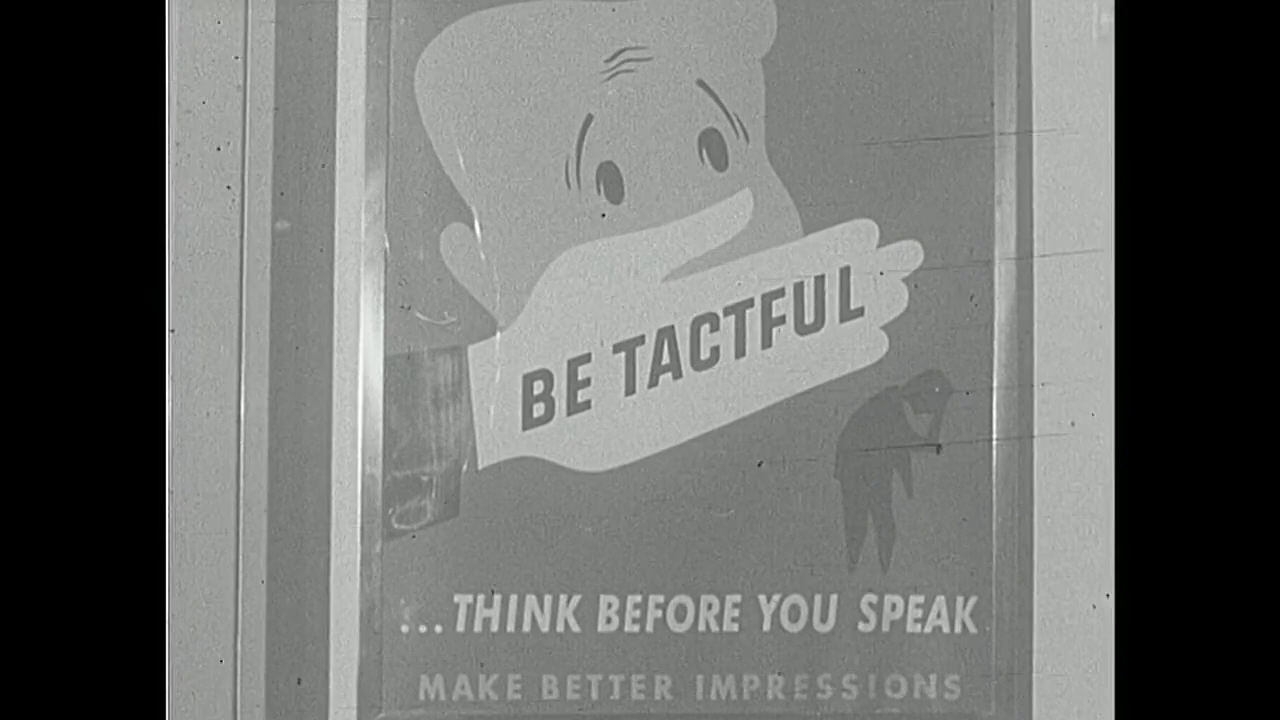 BE TACTFUL
...THINK BEFORE YOU SPEAK
MAKE BETTER IMPRESSIONS